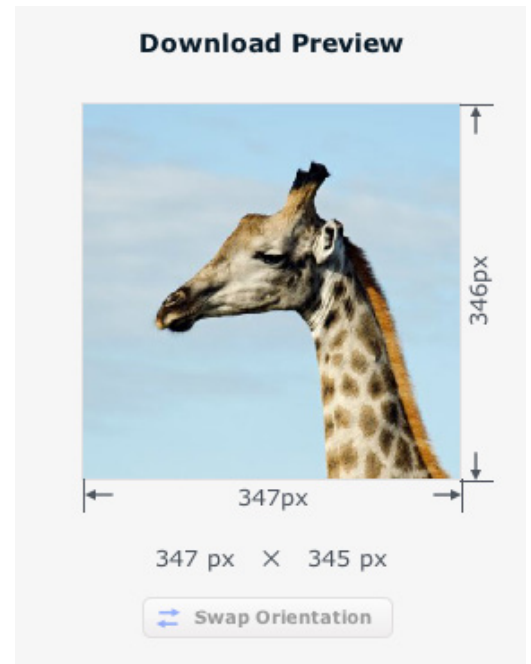 Download Preview
346px
347px
347 px × 345 px
Swap Orientation